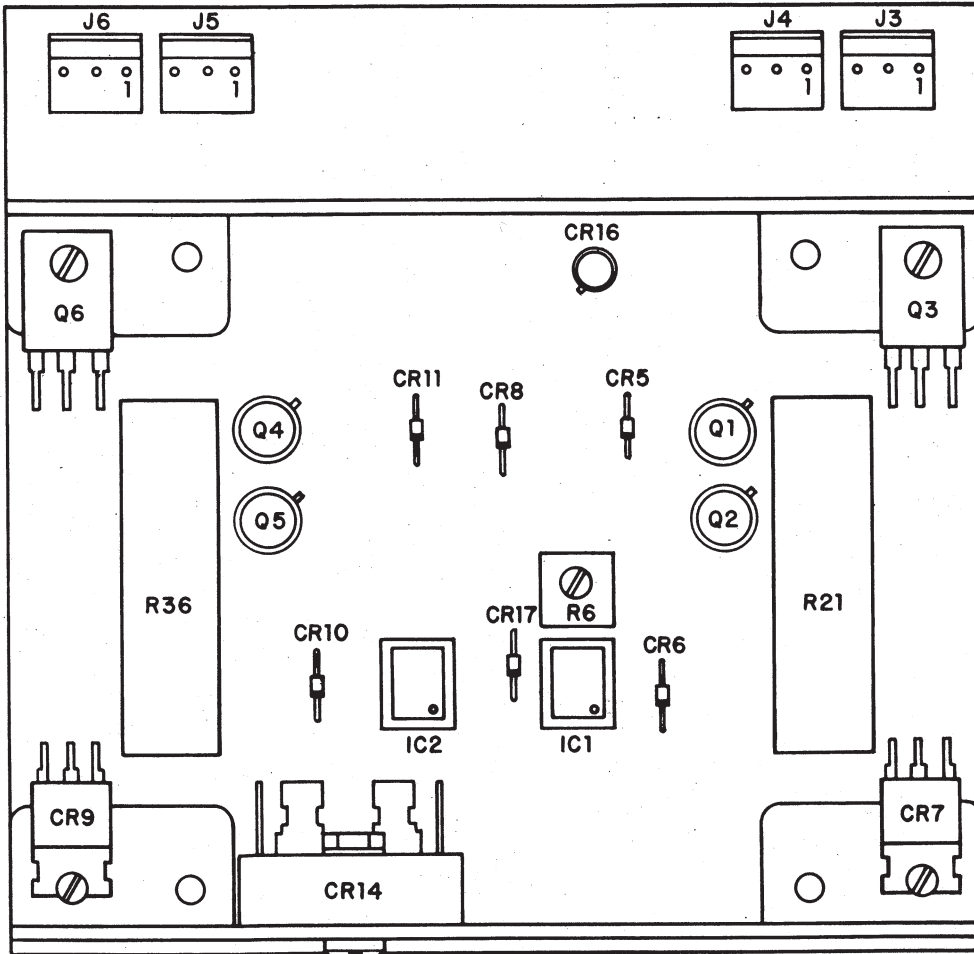 J6 J5 J4 J3
1 1 1 1
CR16
Q6 Q3
CR11 CR8 CR5
Q4 Q1
Q5 Q2
R36 R6 R21
CR17
CR10 CR6
IC2 IC1
CR9 CR7
CR14